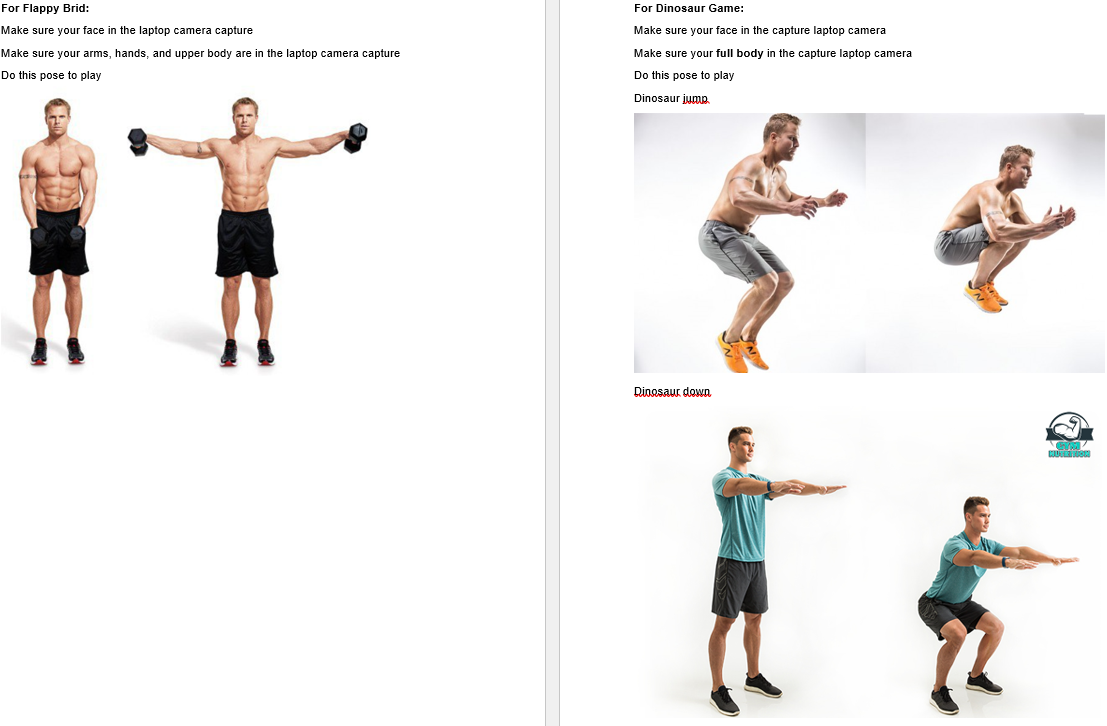 For Flappy Brid:
Make sure your face in the laptop camera capture
Make sure your arms, hands, and upper body are in the laptop camera capture
Do this pose to play
For Dinosaur Game:
Make sure your face in the capture laptop camera
Make sure your full body in the capture laptop camera
Do this pose to play
Dinosaur jump
Dinosaur down
GYM
NUTRITION